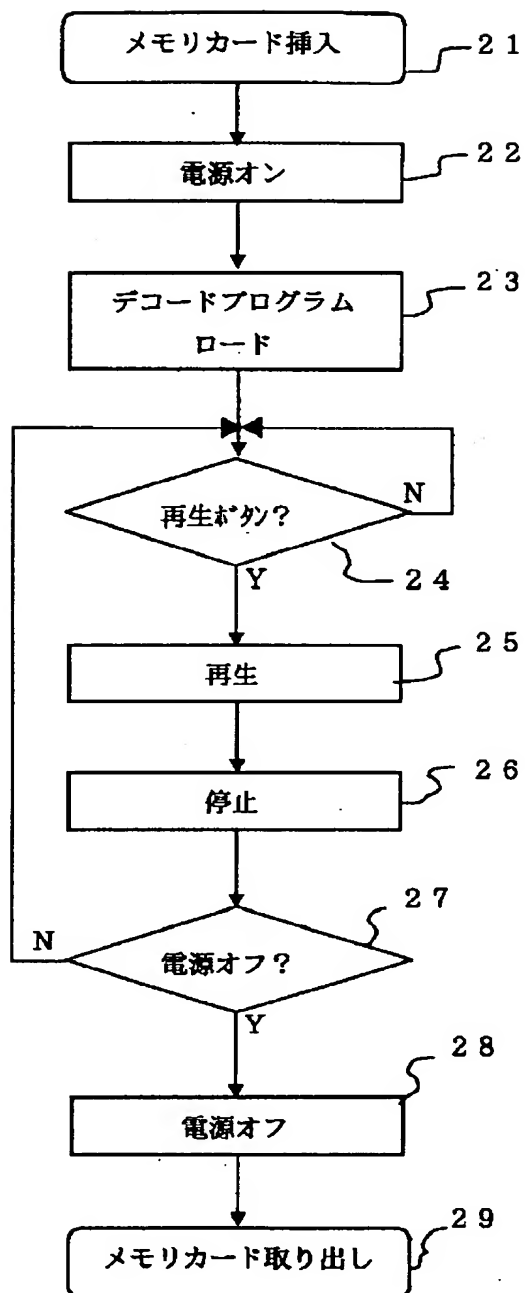 メモリカード挿入
21
電源オン
22
デコードプログラム
ロード
23
再生ボタン?
N
Y
24
再生
25
停止
26
電源オフ?
N
Y
27
電源オフ
28
メモリカード取り出し
29